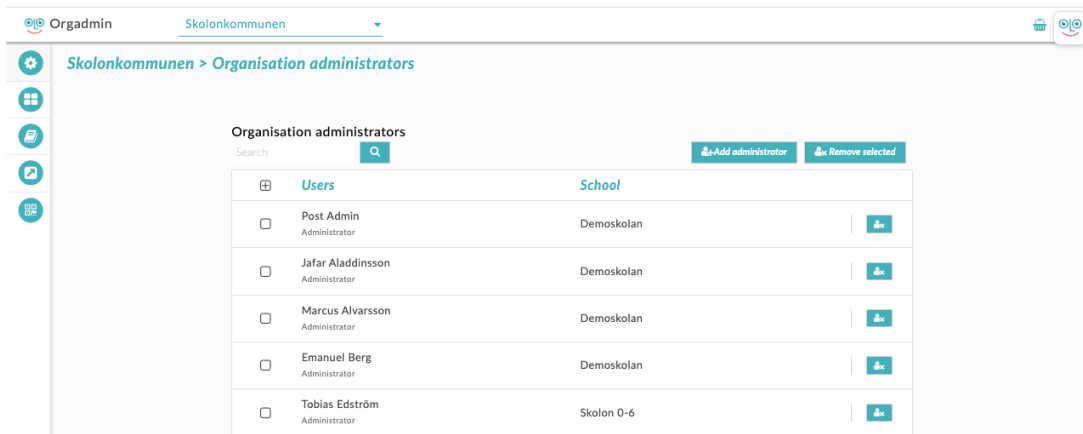 Orgadmin
Skolonkommunen
Skolonkommunen > Organisation administrators
Organisation administrators
Search
Add administrator
Remove selected
Users School
Post Admin
Administrator
Demoskolan
Jafar Aladdinsson
Administrator
Demoskolan
Marcus Alvarsson
Administrator
Demoskolan
Emanuel Berg
Administrator
Demoskolan
Tobias Edström
Administrator
Skolon 0-6